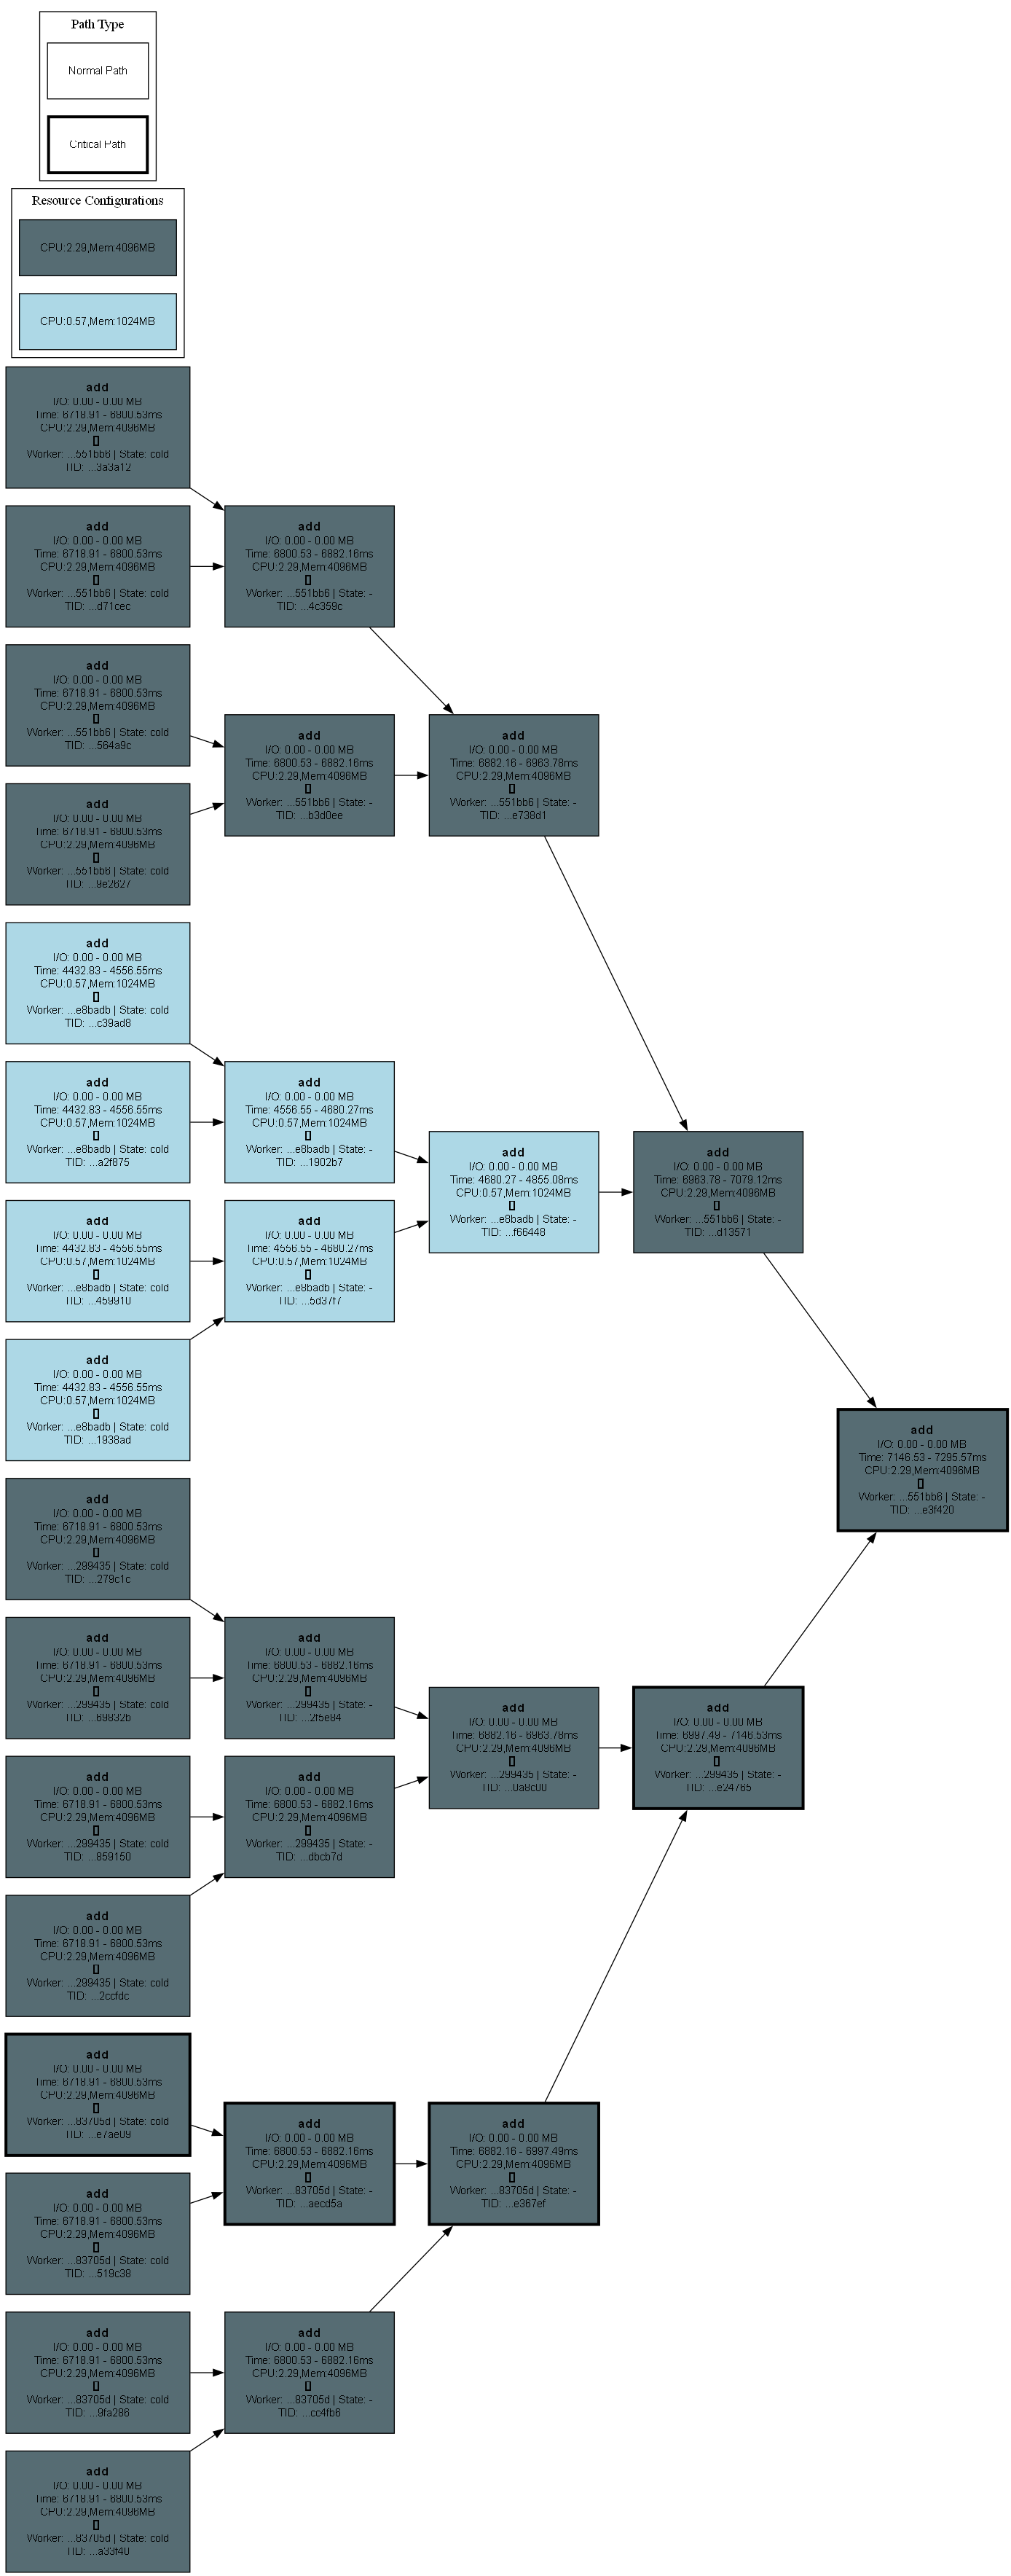 Path Type
Normal Path
Critical Path
Resource Configurations
CPU:2.29,Mem:4096MB
CPU:0.57,Mem:1024MB
add
I/O: 0.00 - 0.00 MB
Time: 6718.91 - 6800.53ms
CPU:2.29,Mem:4096MB
[]
Worker: ...551bb6 | State: cold
TID: ...3a3a12
add
I/O: 0.00 - 0.00 MB
Time: 6718.91 - 6800.53ms
CPU:2.29,Mem:4096MB
[]
Worker: ...551bb6 | State: cold
TID: ...d71cec
add
I/O: 0.00 - 0.00 MB
Time: 6800.53 - 6882.16ms
CPU:2.29,Mem:4096MB
[]
Worker: ...551bb6 | State: -
TID: ...4c359c
add
I/O: 0.00 - 0.00 MB
Time: 6718.91 - 6800.53ms
CPU:2.29,Mem:4096MB
[]
Worker: ...551bb6 | State: cold
TID: ...564a9c
add
I/O: 0.00 - 0.00 MB
Time: 6800.53 - 6882.16ms
CPU:2.29,Mem:4096MB
[]
Worker: ...551bb6 | State: -
TID: ...b3d0ee
add
I/O: 0.00 - 0.00 MB
Time: 6882.16 - 6963.78ms
CPU:2.29,Mem:4096MB
[]
Worker: ...551bb6 | State: -
TID: ...e738d1
add
I/O: 0.00 - 0.00 MB
Time: 6718.91 - 6800.53ms
CPU:2.29,Mem:4096MB
[]
Worker: ...551bb6 | State: cold
TID: ...9e2627
add
I/O: 0.00 - 0.00 MB
Time: 4432.83 - 4556.55ms
CPU:0.57,Mem:1024MB
[]
Worker: ...e8badb | State: cold
TID: ...c39ad8
add
I/O: 0.00 - 0.00 MB
Time: 4432.83 - 4556.55ms
CPU:0.57,Mem:1024MB
[]
Worker: ...e8badb | State: cold
TID: ...a2f875
add
I/O: 0.00 - 0.00 MB
Time: 4556.55 - 4680.27ms
CPU:0.57,Mem:1024MB
[]
Worker: ...e8badb | State: -
TID: ...1902b7
add
I/O: 0.00 - 0.00 MB
Time: 4680.27 - 4855.08ms
CPU:0.57,Mem:1024MB
[]
Worker: ...e8badb | State: -
TID: ...f66448
add
I/O: 0.00 - 0.00 MB
Time: 6963.78 - 7079.12ms
CPU:2.29,Mem:4096MB
[]
Worker: ...551bb6 | State: -
TID: ...d13571
add
I/O: 0.00 - 0.00 MB
Time: 4432.83 - 4556.55ms
CPU:0.57,Mem:1024MB
[]
Worker: ...e8badb | State: cold
TID: ...459910
add
I/O: 0.00 - 0.00 MB
Time: 4556.55 - 4680.27ms
CPU:0.57,Mem:1024MB
[]
Worker: ...e8badb | State: -
TID: ...5d37f7
add
I/O: 0.00 - 0.00 MB
Time: 4432.83 - 4556.55ms
CPU:0.57,Mem:1024MB
[]
Worker: ...e8badb | State: cold
TID: ...1938ad
add
I/O: 0.00 - 0.00 MB
Time: 7146.53 - 7295.57ms
CPU:2.29,Mem:4096MB
[]
Worker: ...551bb6 | State: -
TID: ...e3f420
add
I/O: 0.00 - 0.00 MB
Time: 6718.91 - 6800.53ms
CPU:2.29,Mem:4096MB
[]
Worker: ...299435 | State: cold
TID: ...279c1c
add
I/O: 0.00 - 0.00 MB
Time: 6718.91 - 6800.53ms
CPU:2.29,Mem:4096MB
[]
Worker: ...299435 | State: cold
TID: ...69832b
add
I/O: 0.00 - 0.00 MB
Time: 6800.53 - 6882.16ms
CPU:2.29,Mem:4096MB
[]
Worker: ...299435 | State: -
TID: ...2f5e84
add
I/O: 0.00 - 0.00 MB
Time: 6882.16 - 6963.78ms
CPU:2.29,Mem:4096MB
[]
Worker: ...299435 | State: -
TID: ...0a8c00
add
I/O: 0.00 - 0.00 MB
Time: 6997.49 - 7146.53ms
CPU:2.29,Mem:4096MB
[]
Worker: ...299435 | State: -
TID: ...e24765
add
I/O: 0.00 - 0.00 MB
Time: 6718.91 - 6800.53ms
CPU:2.29,Mem:4096MB
[]
Worker: ...299435 | State: cold
TID: ...859150
add
I/O: 0.00 - 0.00 MB
Time: 6800.53 - 6882.16ms
CPU:2.29,Mem:4096MB
[]
Worker: ...299435 | State: -
TID: ...dbcb7d
add
I/O: 0.00 - 0.00 MB
Time: 6718.91 - 6800.53ms
CPU:2.29,Mem:4096MB
[]
Worker: ...299435 | State: cold
TID: ...2ccfdc
add
I/O: 0.00 - 0.00 MB
Time: 6718.91 - 6800.53ms
CPU:2.29,Mem:4096MB
[]
Worker: ...83705d | State: cold
TID: ...e7ae09
add
I/O: 0.00 - 0.00 MB
Time: 6800.53 - 6882.16ms
CPU:2.29,Mem:4096MB
[]
Worker: ...83705d | State: -
TID: ...aecd5a
add
I/O: 0.00 - 0.00 MB
Time: 6882.16 - 6997.49ms
CPU:2.29,Mem:4096MB
[]
Worker: ...83705d | State: -
TID: ...e367ef
add
I/O: 0.00 - 0.00 MB
Time: 6718.91 - 6800.53ms
CPU:2.29,Mem:4096MB
[]
Worker: ...83705d | State: cold
TID: ...519c38
add
I/O: 0.00 - 0.00 MB
Time: 6718.91 - 6800.53ms
CPU:2.29,Mem:4096MB
[]
Worker: ...83705d | State: cold
TID: ...9fa286
add
I/O: 0.00 - 0.00 MB
Time: 6800.53 - 6882.16ms
CPU:2.29,Mem:4096MB
[]
Worker: ...83705d | State: -
TID: ...cc4fb6
add
I/O: 0.00 - 0.00 MB
Time: 6718.91 - 6800.53ms
CPU:2.29,Mem:4096MB
[]
Worker: ...83705d | State: cold
TID: ...a33f40